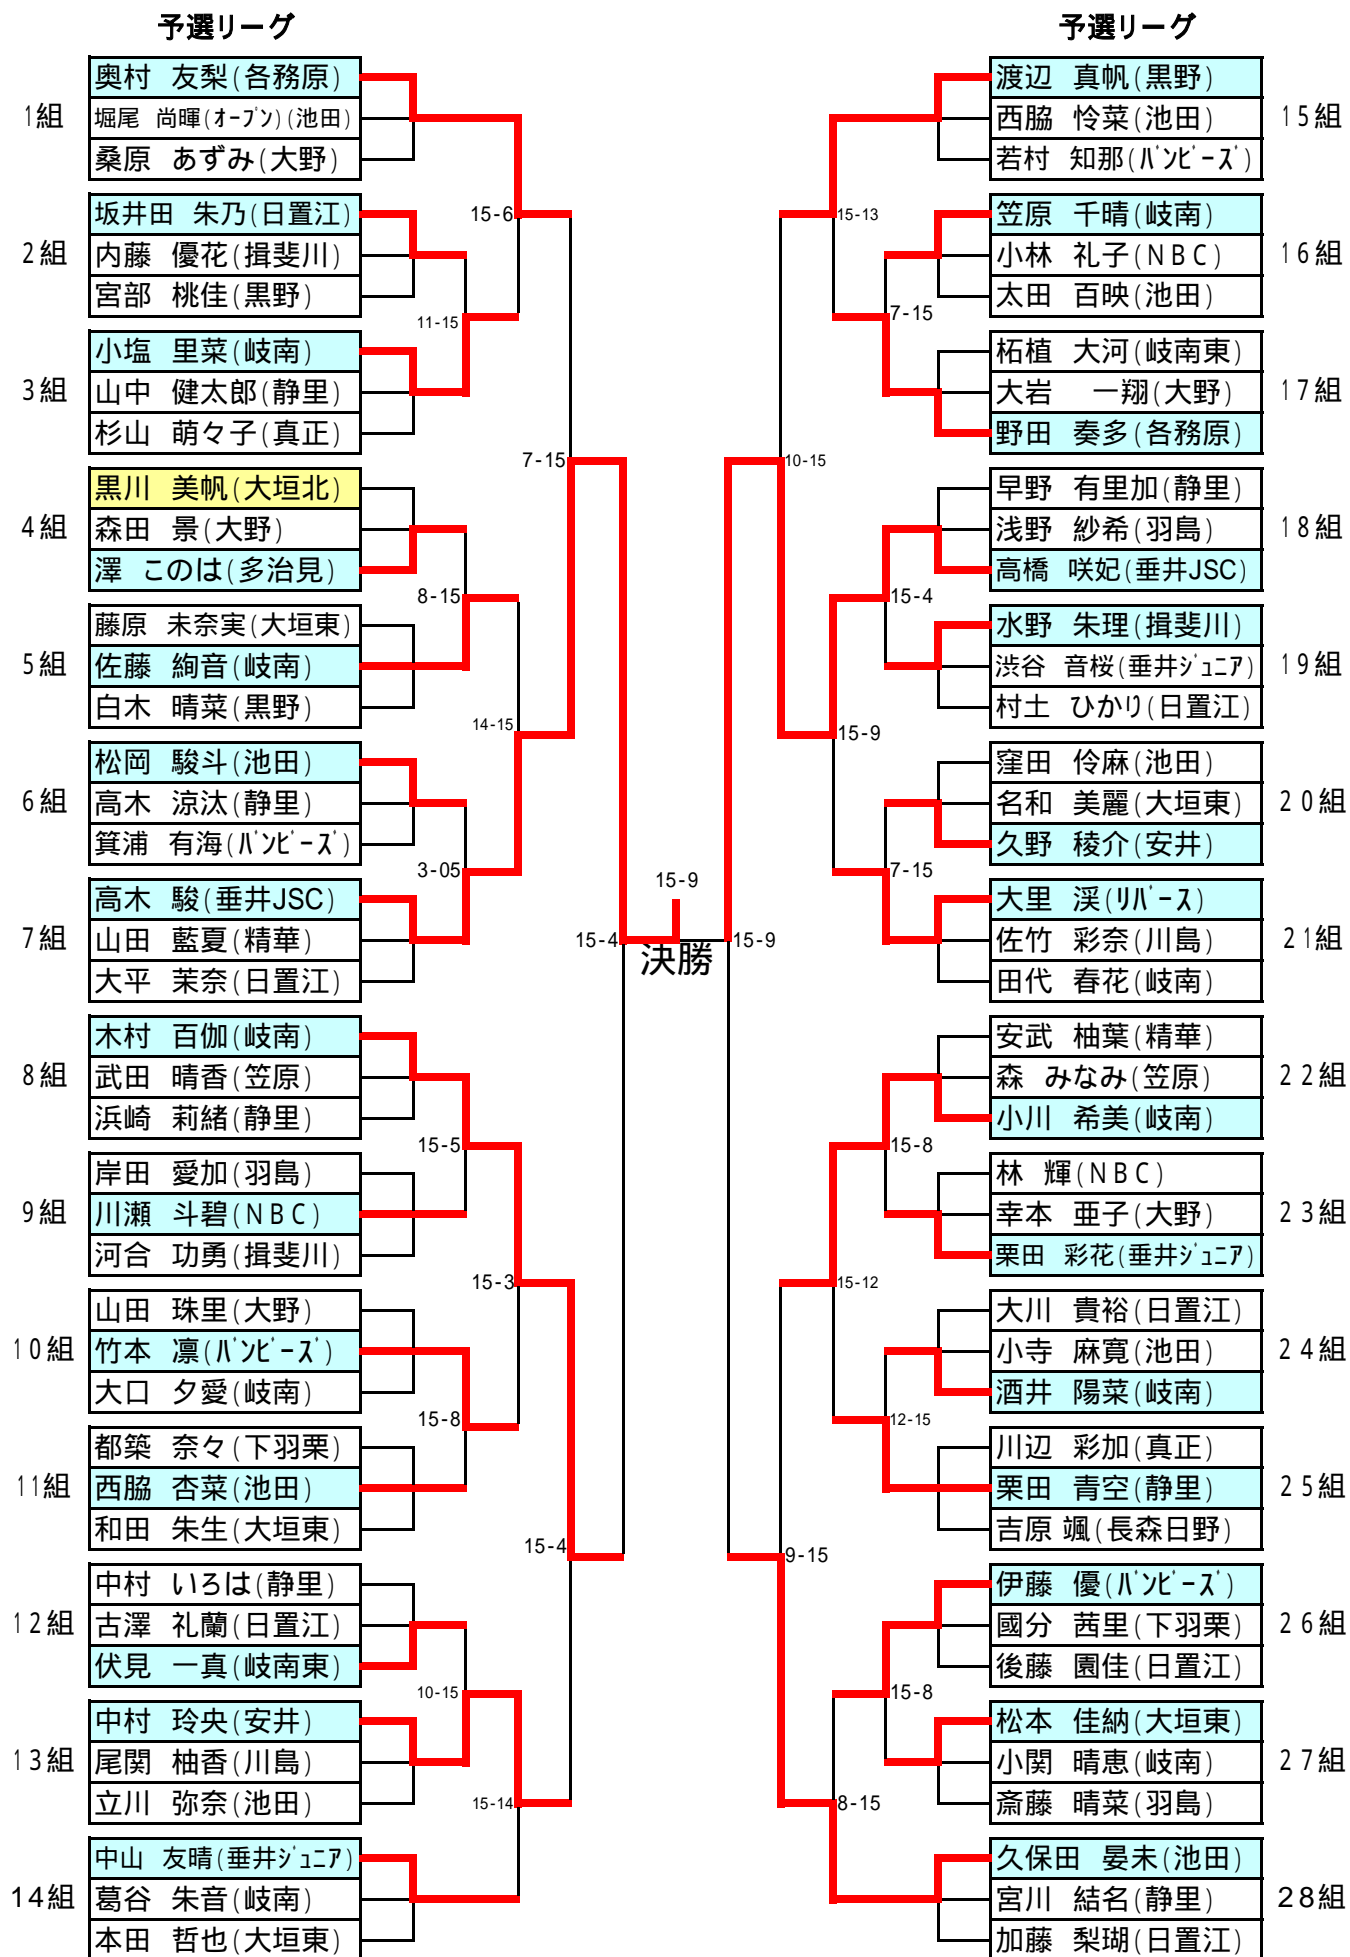 予選リーグ
1組
奥村 友梨(各務原)
堀尾 尚暉(オープン)(池田)
桑原 あずみ(大野)
2組
坂井田 朱乃(日置江)
内藤 優花(揖斐川)
宮部 桃佳(黒野)
3組
小塩 里菜(岐南)
山中 健太郎(静里)
杉山 萌々子(真正)
4組
黒川 美帆(大垣北)
森田 景(大野)
澤 このは(多治見)
5組
藤原 未奈実(大垣東)
佐藤 絢音(岐南)
白木 晴菜(黒野)
6組
松岡 駿斗(池田)
高木 涼汰(静里)
箕浦 有海(バンビーズ)
7組
高木 駿(垂井JSC)
山田 藍夏(精華)
大平 茉奈(日置江)
8組
木村 百伽(岐南)
武田 晴香(笠原)
浜崎 莉緒(静里)
9組
岸田 愛加(羽島)
川瀬 斗碧(NBC)
河合 功勇(揖斐川)
10組
山田 珠里(大野)
竹本 凛(バンビーズ)
大口 夕愛(岐南)
11組
都築 奈々(下羽栗)
西脇 杏菜(池田)
和田 朱生(大垣東)
12組
中村 いろは(静里)
古澤 礼蘭(日置江)
伏見 一真(岐南東)
13組
中村 玲央(安井)
尾関 柚香(川島)
立川 弥奈(池田)
14組
中山 友晴(垂井ジュニア)
葛谷 朱音(岐南)
本田 哲也(大垣東)
15-6
11-15
7-15
8-15
14-15
3-05
15-4
15-5
15-3
15-8
15-4
10-15
15-14
15-9
決勝
予選リーグ
渡辺 真帆(黒野)
西脇 怜菜(池田)
若村 知那(バンビーズ)
15組
笠原 千晴(岐南)
小林 礼子(NBC)
太田 百映(池田)
16組
柘植 大河(岐南東)
大岩 一翔(大野)
野田 奏多(各務原)
17組
早野 有里加(静里)
浅野 紗希(羽島)
高橋 咲妃(垂井JSC)
18組
水野 朱理(揖斐川)
渋谷 音桜(垂井ジュニア)
村土 ひかり(日置江)
19組
窪田 伶麻(池田)
名和 美麗(大垣東)
久野 稜介(安井)
20組
大里 渓(リバース)
佐竹 彩奈(川島)
田代 春花(岐南)
21組
安武 柚葉(精華)
森 みなみ(笠原)
小川 希美(岐南)
22組
林 輝(NBC)
幸本 亜子(大野)
栗田 彩花(垂井ジュニア)
23組
大川 貴裕(日置江)
小寺 麻寛(池田)
酒井 陽菜(岐南)
24組
川辺 彩加(真正)
栗田 青空(静里)
吉原 颯(長森日野)
25組
伊藤 優(バンビーズ)
國分 茜里(下羽栗)
後藤 園佳(日置江)
26組
松本 佳納(大垣東)
小関 晴恵(岐南)
斎藤 晴菜(羽島)
27組
久保田 晏未(池田)
宮川 結名(静里)
加藤 梨瑚(日置江)
28組
15-13
7-15
10-15
15-4
15-9
7-15
15-9
15-8
15-12
12-15
9-15
15-8
8-15